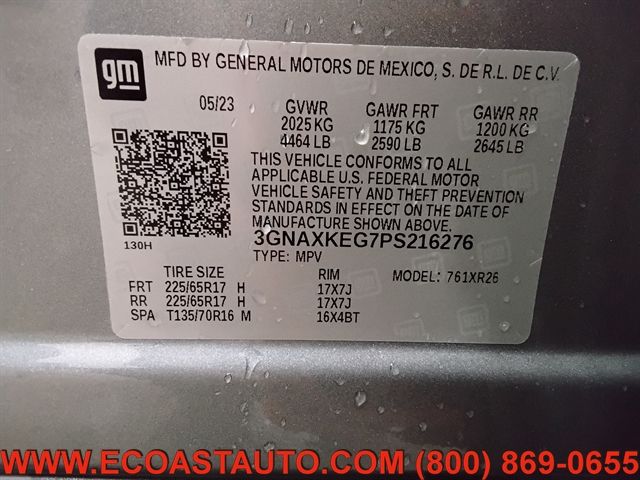 gm
MFD BY GENERAL MOTORS DE MEXICO, S. DE R.L. DE C.V.
05/23 GVWR GAWR FRT GAWR RR
2025 KG 1175 KG 1200 KG
4464 LB 2590 LB 2645 LB
THIS VEHICLE CONFORMS TO ALL
APPLICABLE U.S. FEDERAL MOTOR
VEHICLE SAFETY AND THEFT PREVENTION
STANDARDS IN EFFECT ON THE DATE OF
MANUFACTURE SHOWN ABOVE.
130H
3GNAXKEG7PS216276
TYPE: MPV MODEL: 761XR26
TIRE SIZE RIM
FRT 225/65R17 H 17X7J
RR 225/65R17 H 17X7J
SPA T135/70R16 M 16X4BT
WWW.ECOASTAUTO.COM (800) 869-0655